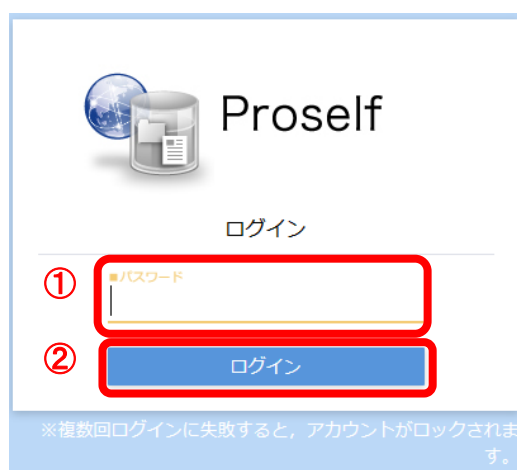 Proself
ログイン
①
■パスワード
②
ログイン
※複数回ログインに失敗すると，アカウントがロックされま
す。